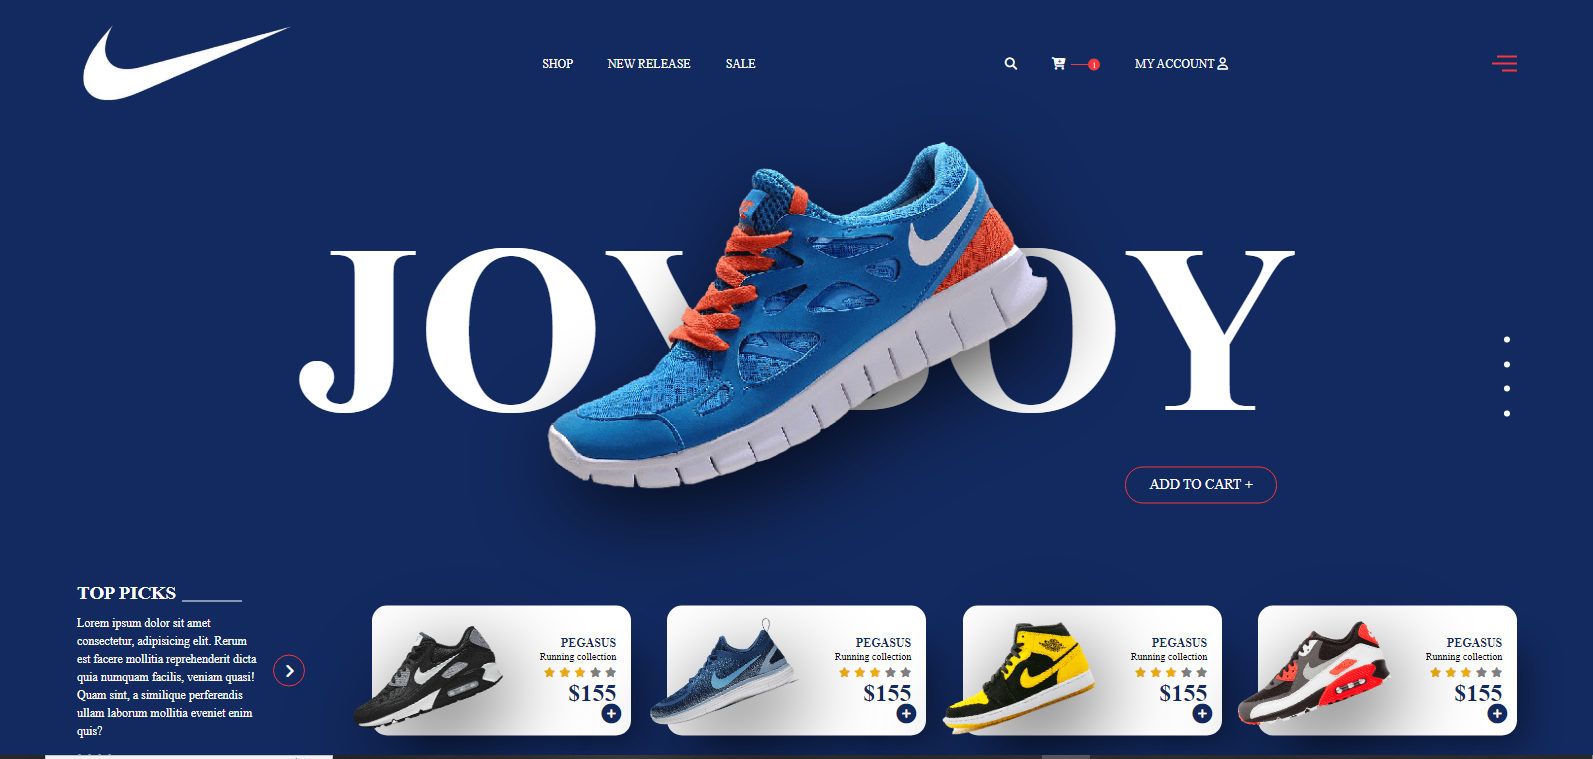 SHOP
NEW RELEASE
SALE
1
MY ACCOUNT
JOY BOY
ADD TO CART +
TOP PICKS
Lorem ipsum dolor sit amet
consectetur, adipisicing elit. Rerum
est facere mollitia reprehenderit dicta
quia numquam facilis, veniam quasi!
Quam sint, a similique perferendis
ullam laborum mollitia eveniet enim
quis?
PEGASUS
Running collection
$155
PEGASUS
Running collection
$155
PEGASUS
Running collection
$155
PEGASUS
Running collection
$155